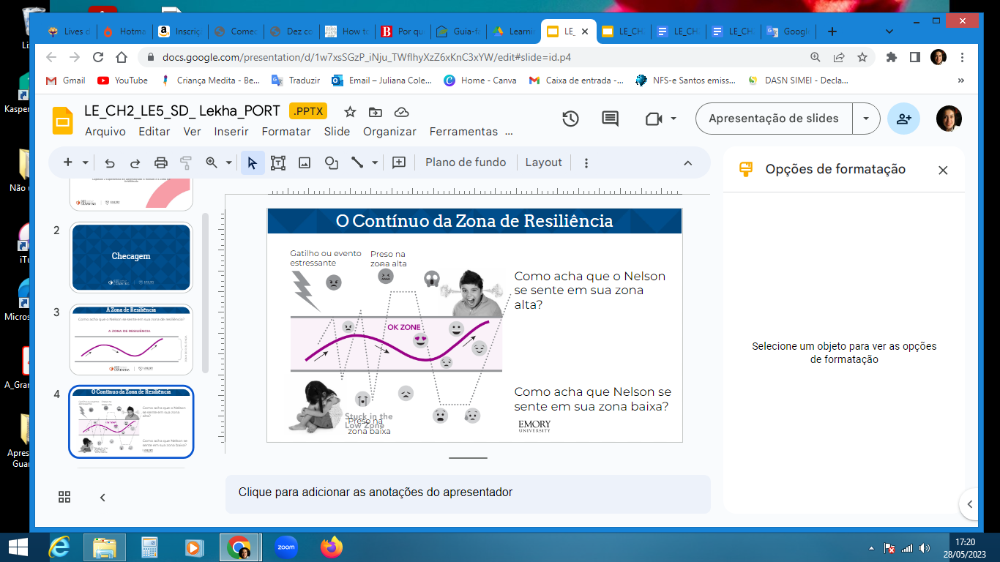 Lives d
Hotma
Inscriç
Comec
Dez co
How to
Por qu
Guia-fa
Learnin
LE_
LE_CH
LE_CH
LE_CH
Google
docs.google.com/presentation/d/1w7xsSGzP_iNju_TWflhyXzZ6xKnC3xYW/edit#slide=id.p4
Gmail
YouTube
Criança Medita - Be...
Traduzir
Email – Juliana Cole...
Home - Canva
Caixa de entrada -...
NFS-e Santos emiss...
DASN SIMEI - Decla...
»
LE_CH2_LE5_SD_ Lekha_PORT .PPTX
Arquivo Editar Ver Inserir Formatar Slide Organizar Ferramentas ...
Apresentação de slides
Plano de fundo
Layout
Opções de formatação
Selecione um objeto para ver as opções
de formatação
2
Checagem
3
A Zona de Resiliência
Como acha que o Nelson se sente em sua zona de resiliência?
A ZONA DE RESILIÊNCIA
4
O Contínuo da Zona de Resiliência
Como acha que o Nelson
se sente em sua zona
alta?
Como acha que Nelson se
sente em sua zona baixa?
O Contínuo da Zona de Resiliência
Gatilho ou evento
estressante
Preso na
zona alta
Como acha que o Nelson
se sente em sua zona
alta?
OK ZONE
Stuck in the
Low Zone
Preso na
zona baixa
Como acha que Nelson se
sente em sua zona baixa?
EMORY
UNIVERSITY
Clique para adicionar as anotações do apresentador
Kasper
Não u
iTu
Micros
A_Gran
Apres
Gua
zoom
17:20
28/05/2023